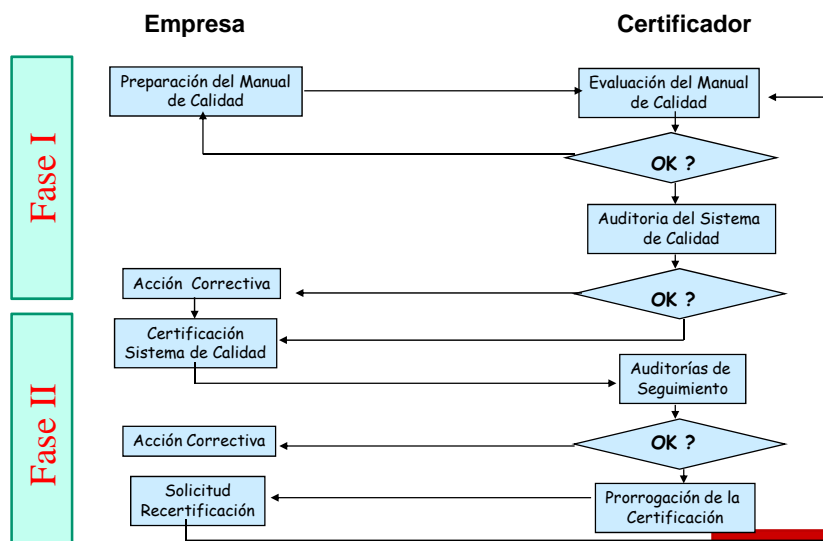 Empresa
Certificador
Fase I
Preparación del Manual
de Calidad
Evaluación del Manual
de Calidad
OK ?
Auditoria del Sistema
de Calidad
Acción Correctiva
OK ?
Fase II
Certificación
Sistema de Calidad
Auditorías de
Seguimiento
Acción Correctiva
OK ?
Solicitud
Recertificación
Prorrogación de la
Certificación